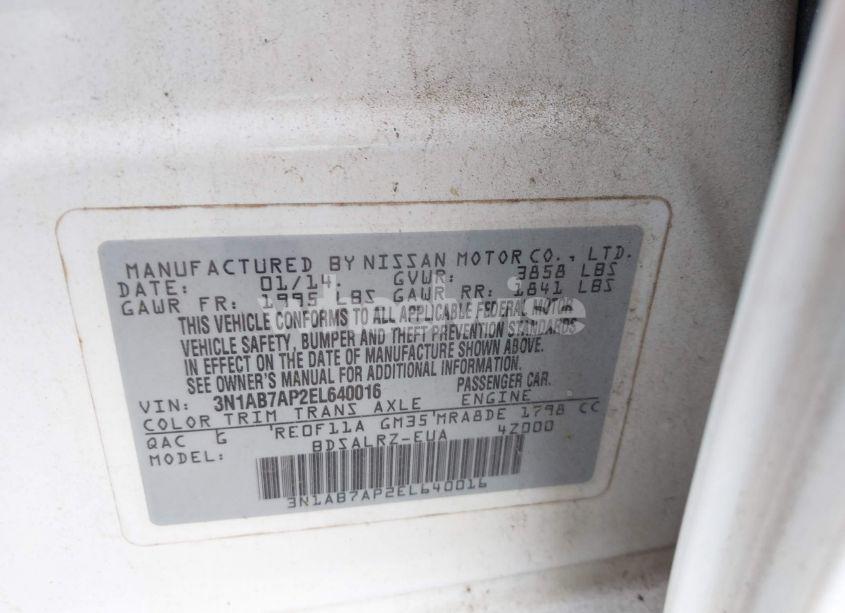 MANUFACTURED BY NISSAN MOTOR CO., LTD.
DATE: 01/14. GVWR: 3858 LBS
GAWR FR: 1995 LBS GAWR RR: 1841 LBS
THIS VEHICLE CONFORMS TO ALL APPLICABLE FEDERAL MOTOR
VEHICLE SAFETY, BUMPER AND THEFT PREVENTION STANDARDS
IN EFFECT ON THE DATE OF MANUFACTURE SHOWN ABOVE.
SEE OWNER'S MANUAL FOR ADDITIONAL INFORMATION.
VIN: 3N1AB7AP2EL640016 PASSENGER CAR.
COLOR TRIM TRANS AXLE ENGINE
QAC G RE0F11A GM35 MRA8DE 1798 CC
MODEL: BDSALRZ-EUA 4Z000
3N1AB7AP2EL640016